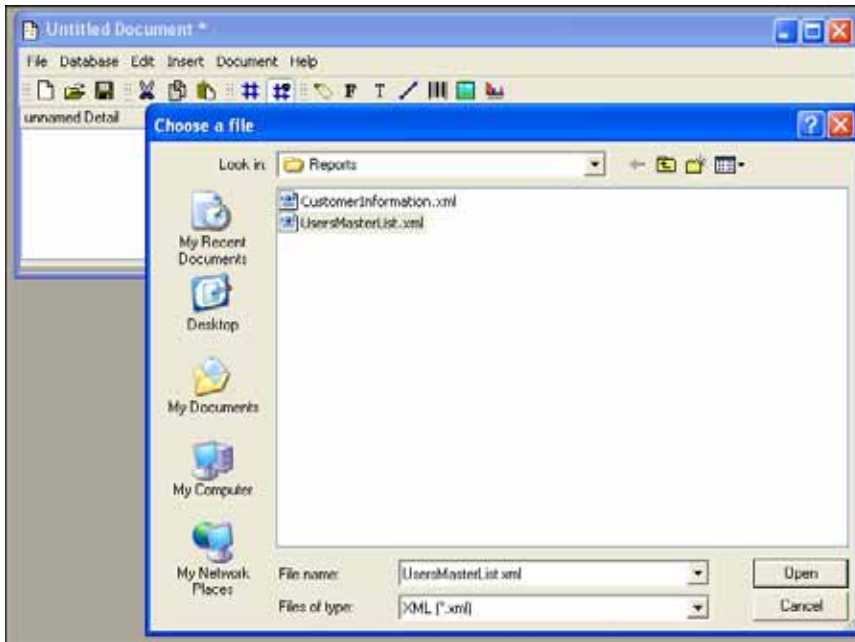 Untitled Document *
File Database Edit Insert Document Help
F T
unnamed Detail
Choose a file
Look in: Reports
CustomerInformation.xml
UsersMasterList.xml
My Recent
Documents
Desktop
My Documents
My Computer
My Network
Places
File name: UsersMasterList.xml Open
Files of type: XML (*.xml) Cancel